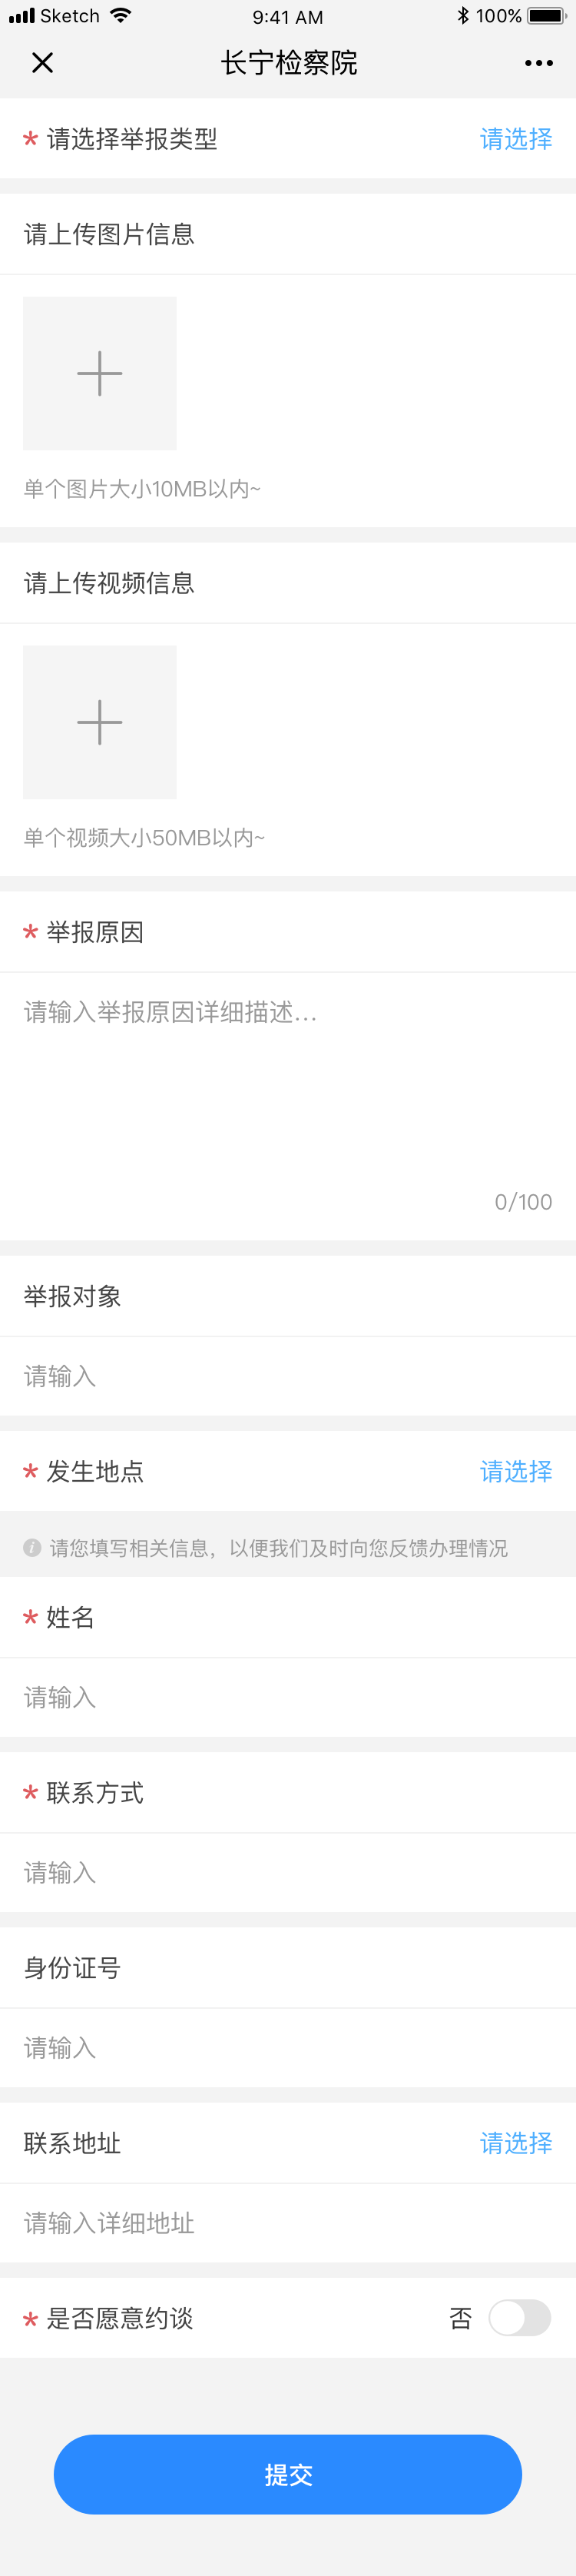 Sketch 9:41 AM 100%
长宁检察院
* 请选择举报类型 请选择
请上传图片信息
单个图片大小10MB以内~
请上传视频信息
单个视频大小50MB以内~
* 举报原因
请输入举报原因详细描述...
0/100
举报对象
请输入
* 发生地点 请选择
请您填写相关信息，以便我们及时向您反馈办理情况
* 姓名
请输入
* 联系方式
请输入
身份证号
请输入
联系地址 请选择
请输入详细地址
* 是否愿意约谈 否
提交